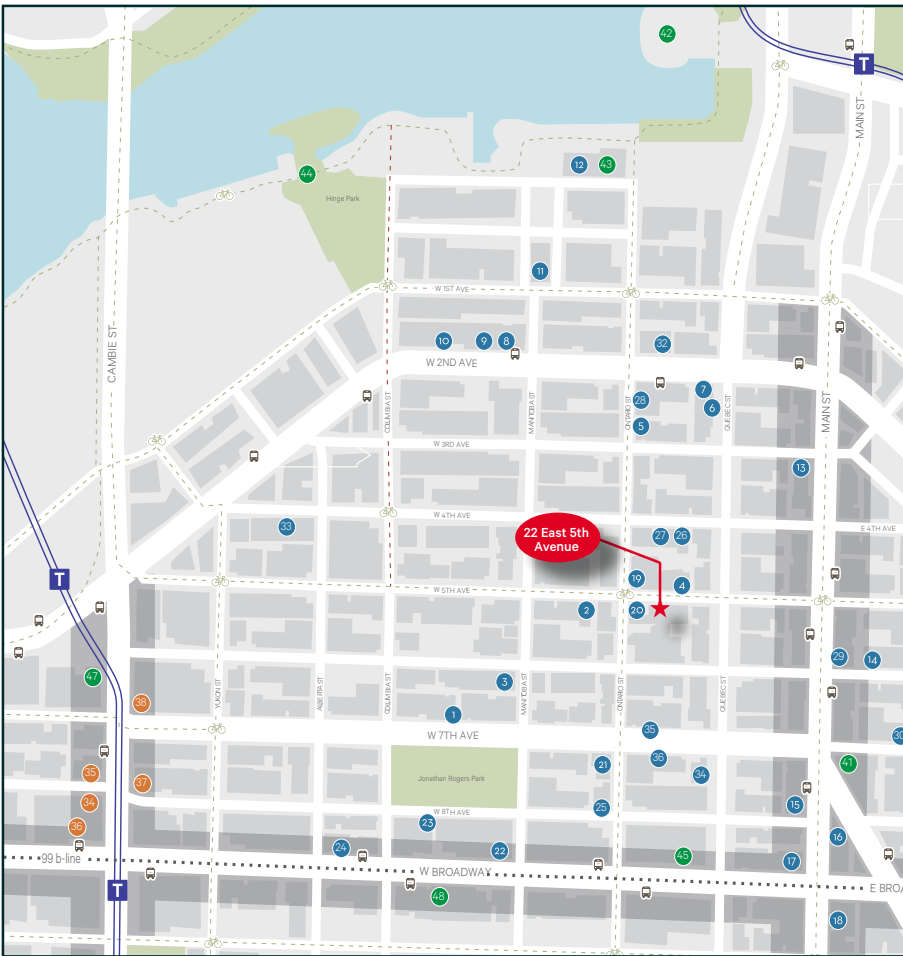 42
T
MAIN ST
12
43
44
Hinge Park
11
W 1ST AVE
CAMBIE ST
10
9
8
32
W 2ND AVE
7
28
6
COLUMBIA ST
MANITOBA ST
ONTARIO ST
QUEBEC ST
MAIN ST
5
W 3RD AVE
13
W 4TH AVE
E 4TH AVE
33
22 East 5th
Avenue
27
26
T
19
4
W 5TH AVE
2
20
29
14
47
3
YUKON ST
ALBERTA ST
COLUMBIA ST
MANITOBA ST
ONTARIO ST
QUEBEC ST
38
1
35
30
W 7TH AVE
36
21
41
35
34
37
Jonathan Rogers Park
34
25
15
W 8TH AVE
36
23
16
24
22
45
17
99 b-line
W BROADWAY
T
E BROA
48
18